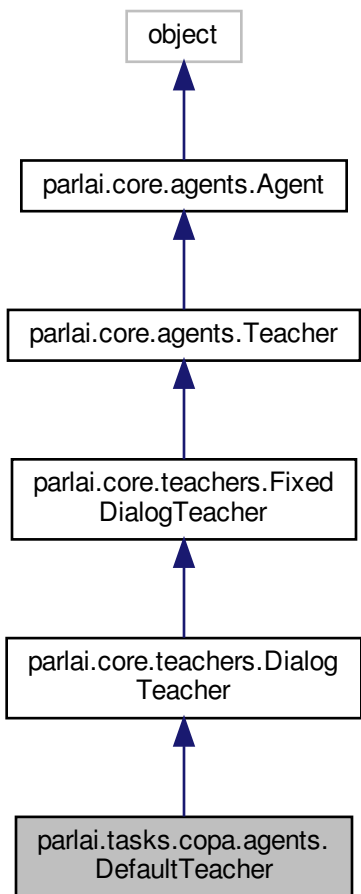 object
parlai.core.agents.Agent
parlai.core.agents.Teacher
parlai.core.teachers.Fixed
DialogTeacher
parlai.core.teachers.Dialog
Teacher
parlai.tasks.copa.agents.
DefaultTeacher